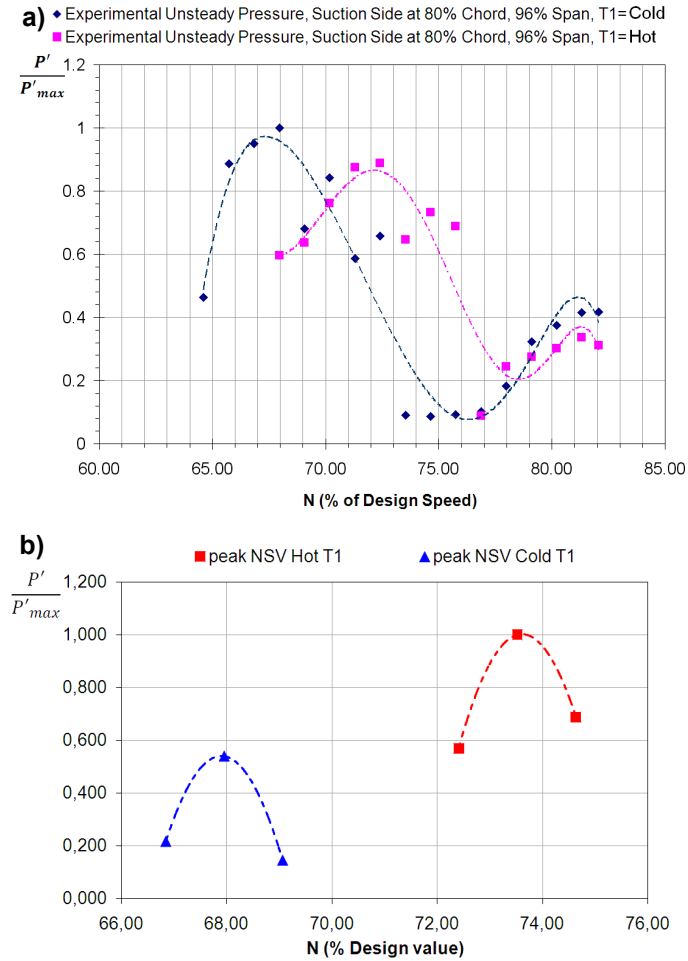 a)
Experimental Unsteady Pressure, Suction Side at 80% Chord, 96% Span, T1=Cold
Experimental Unsteady Pressure, Suction Side at 80% Chord, 96% Span, T1=Hot
P'
P'max
1.2
1
0.8
0.6
0.4
0.2
0
60.00 65.00 70.00 75.00 80.00 85.00
N (% of Design Speed)
b)
peak NSV Hot T1 peak NSV Cold T1
P'
P'max
1,200
1,000
0,800
0,600
0,400
0,200
0,000
66,00 68,00 70,00 72,00 74,00 76,00
N (% Design value)